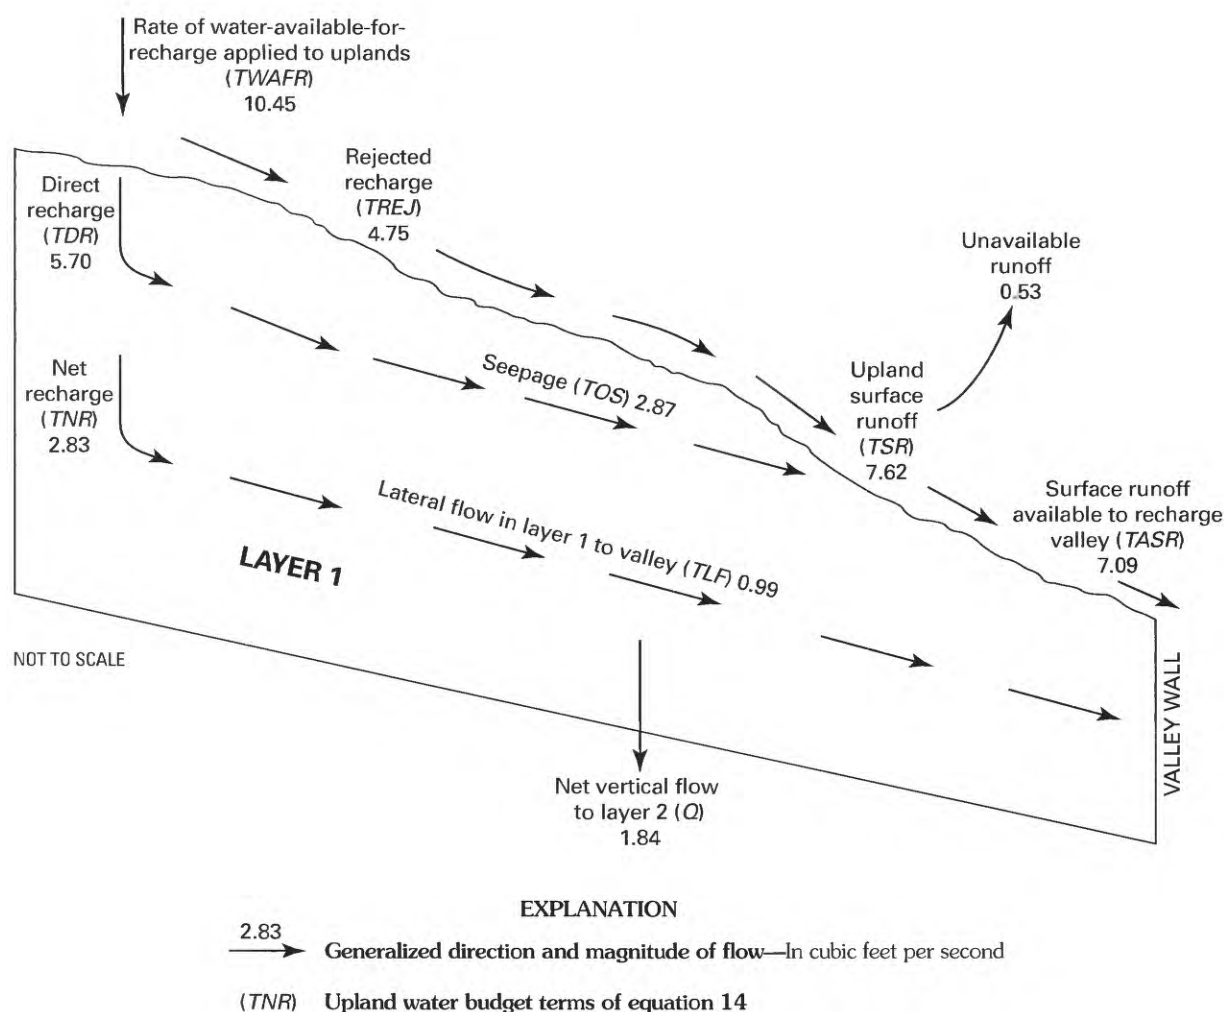 Rate of water-available-for-
recharge applied to uplands
(TWAFR)
10.45
Rejected
recharge
(TREJ)
4.75
Direct
recharge
(TDR)
5.70
Unavailable
runoff
0.53
Net
recharge
(TNR)
2.83
Seepage (TOS) 2.87
Upland
surface
runoff
(TSR)
7.62
Surface runoff
available to recharge
valley (TASR)
7.09
Lateral flow in layer 1 to valley (TLF) 0.99
LAYER 1
NOT TO SCALE
VALLEY WALL
Net vertical flow
to layer 2 (Q)
1.84
EXPLANATION
2.83
Generalized direction and magnitude of flow—In cubic feet per second
(TNR) Upland water budget terms of equation 14